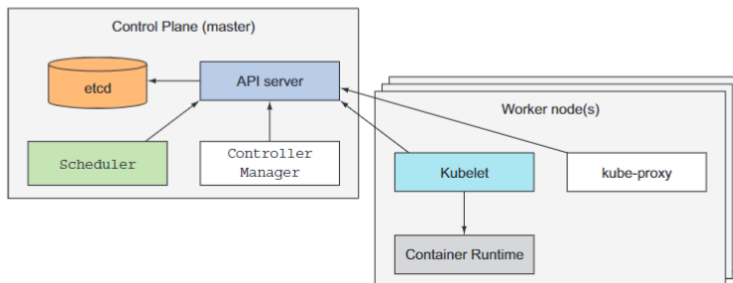 Control Plane (master)
etcd
API server
Scheduler
Controller
Manager
Worker node(s)
Kubelet
kube-proxy
Container Runtime